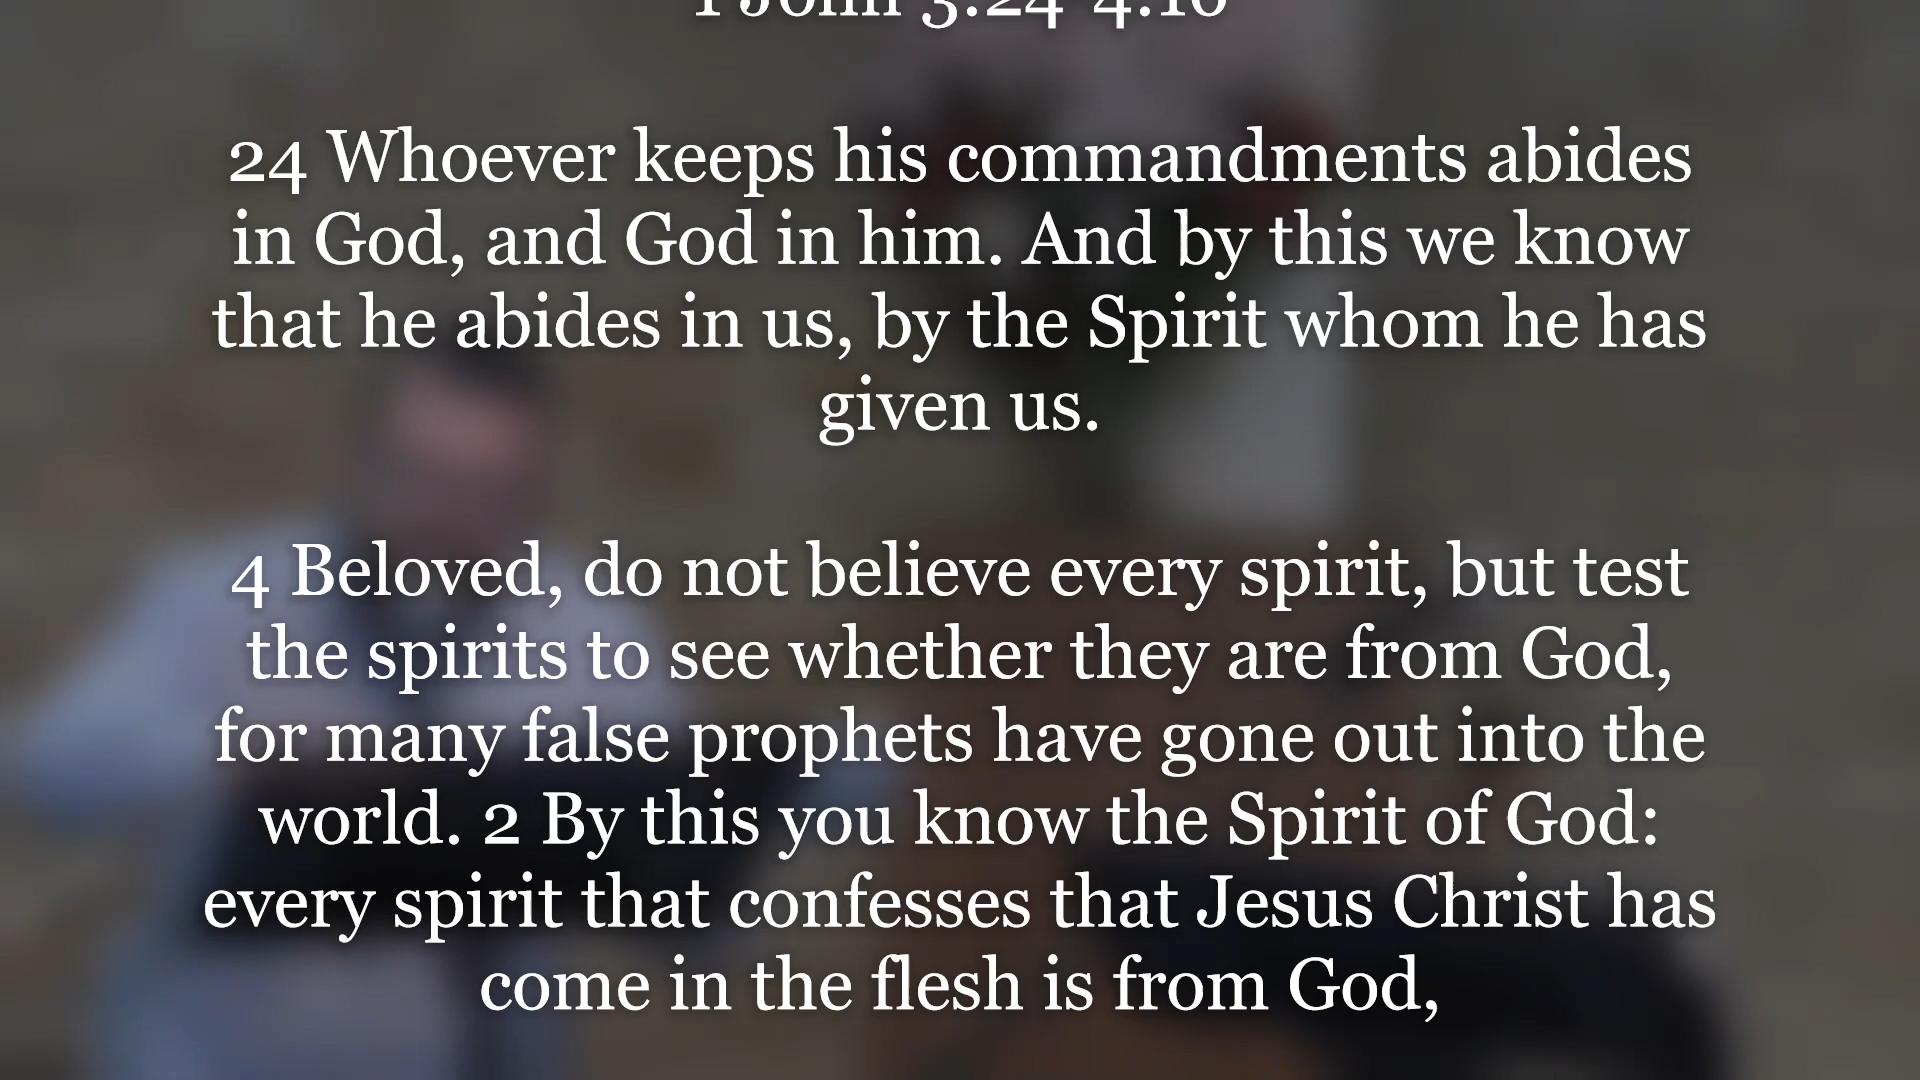 1 John 3:24-4:16
24 Whoever keeps his commandments abides
in God, and God in him. And by this we know
that he abides in us, by the Spirit whom he has
given us.
4 Beloved, do not believe every spirit, but test
the spirits to see whether they are from God,
for many false prophets have gone out into the
world. 2 By this you know the Spirit of God:
every spirit that confesses that Jesus Christ has
come in the flesh is from God,